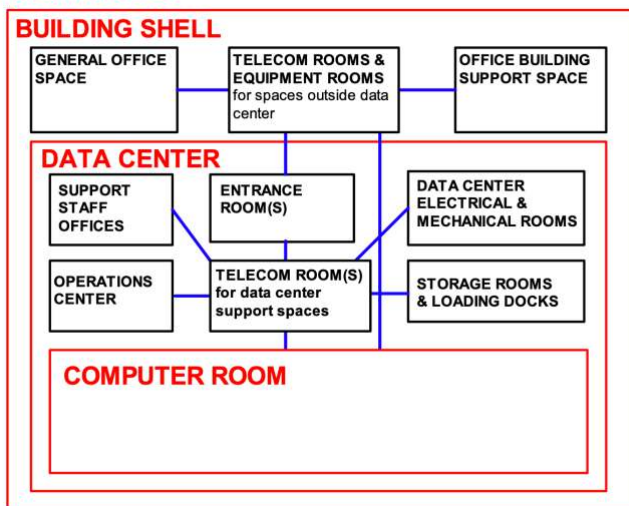 BUILDING SHELL
GENERAL OFFICE
SPACE
TELECOM ROOMS &
EQUIPMENT ROOMS
for spaces outside data
center
OFFICE BUILDING
SUPPORT SPACE
DATA CENTER
SUPPORT
STAFF
OFFICES
ENTRANCE
ROOM(S)
DATA CENTER
ELECTRICAL &
MECHANICAL ROOMS
OPERATIONS
CENTER
TELECOM ROOM(S)
for data center
support spaces
STORAGE ROOMS
& LOADING DOCKS
COMPUTER ROOM